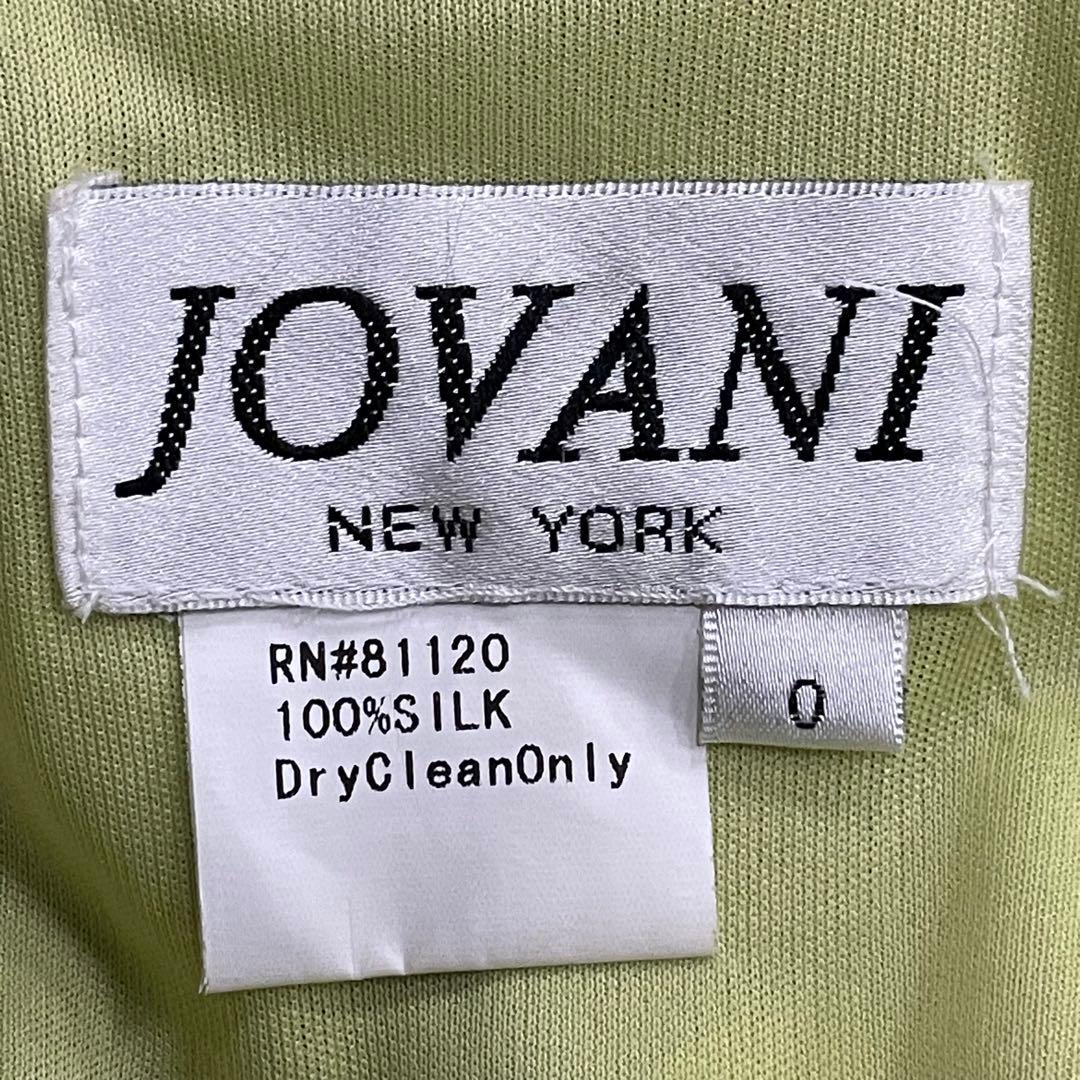 JOVANI
NEW YORK
RN#81120
100%SILK
DryCleanOnly
0